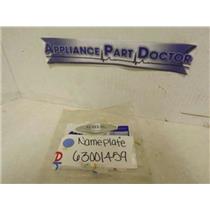 APPLIANCE PART DOCTOR
Nameplate
63001459
D